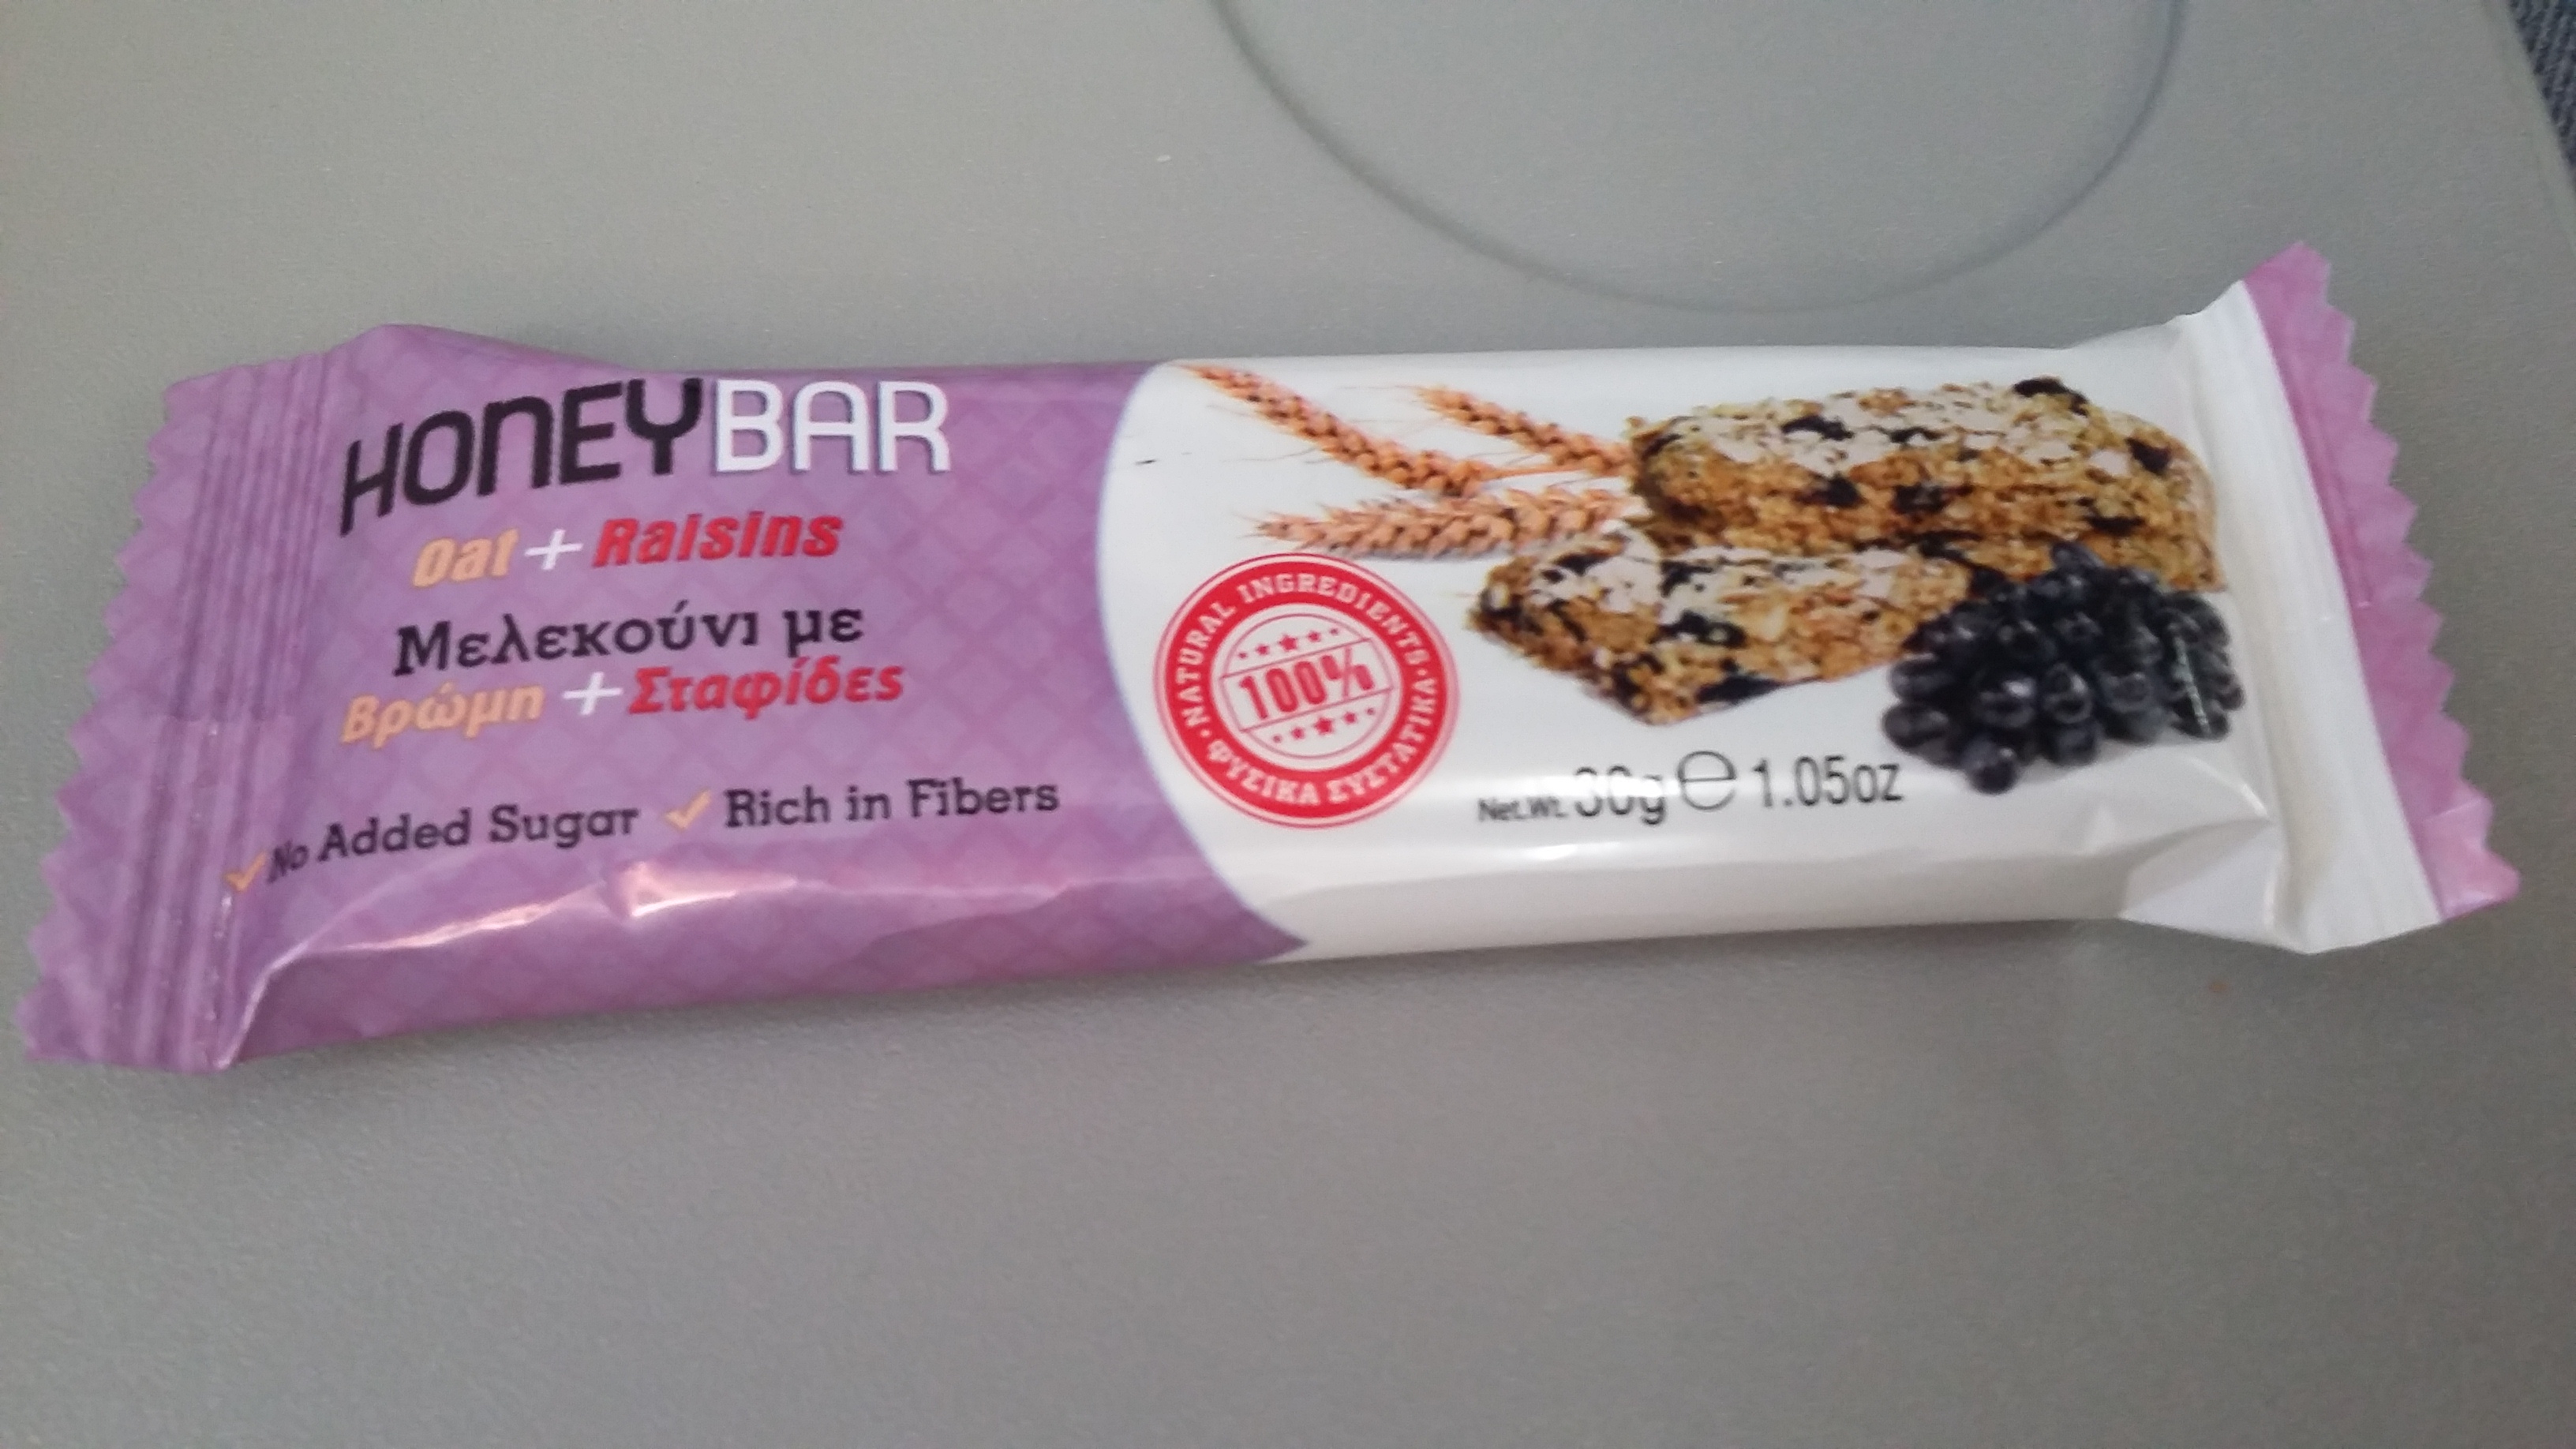 HONEYBAR
Oat + Raisins
Μελεκούνι με
Βρώμη + Σταφίδες
No Added Sugar Rich in Fibers
NATURAL INGREDIENTS
100%
ΦΥΣΙΚΑ ΣΥΣΤΑΤΙΚΑ
Net.Wt. 30g ℮ 1.05oz